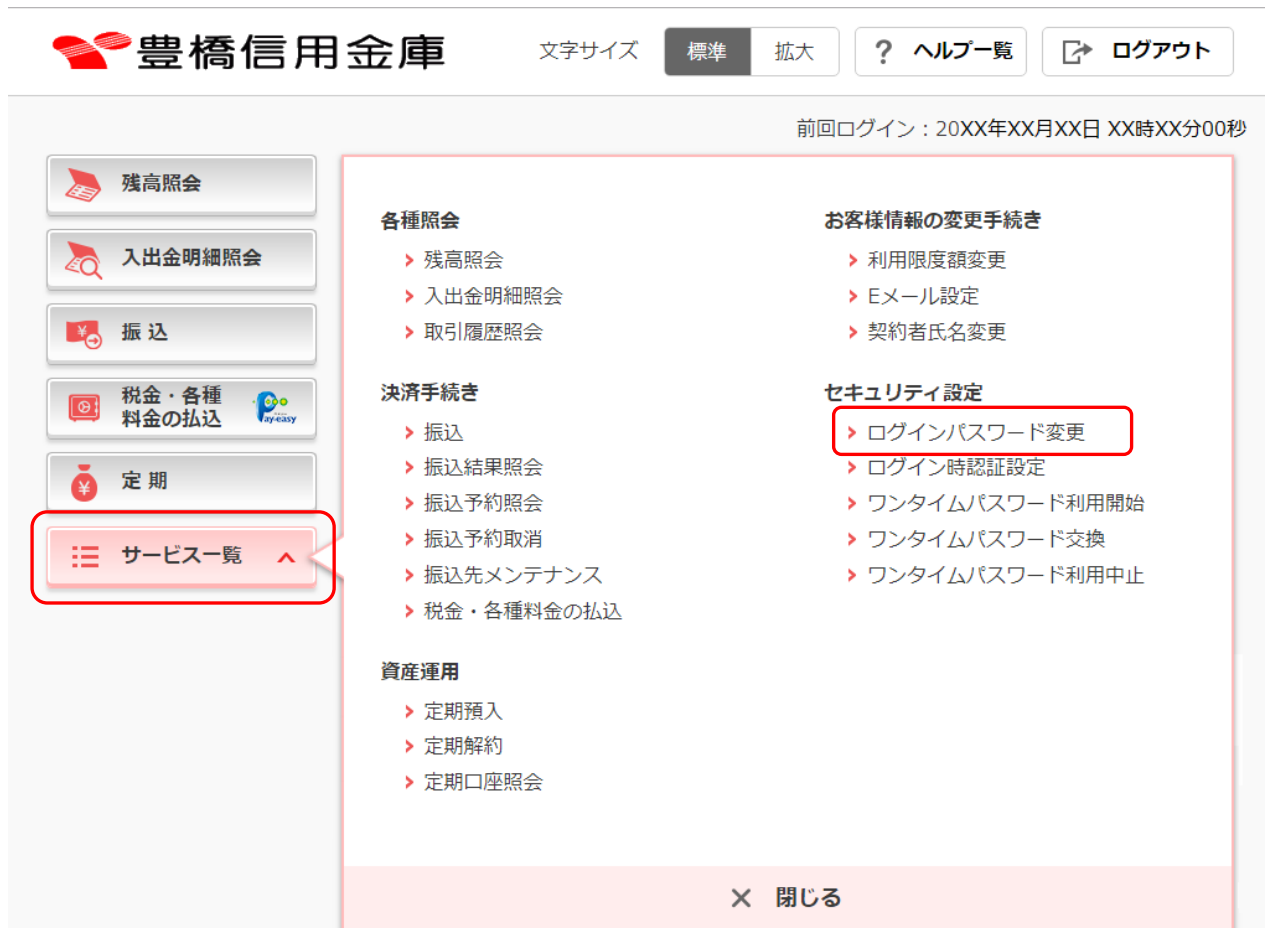 豊橋信用金庫
文字サイズ 標準 拡大 ? ヘルプ一覧 ログアウト
前回ログイン：20XX年XX月XX日 XX時XX分00秒
残高照会
入出金明細照会
振込
税金・各種
料金の払込
Pay-easy
定期
サービス一覧
各種照会
残高照会
入出金明細照会
取引履歴照会
決済手続き
振込
振込結果照会
振込予約照会
振込予約取消
振込先メンテナンス
税金・各種料金の払込
資産運用
定期預入
定期解約
定期口座照会
お客様情報の変更手続き
利用限度額変更
Eメール設定
契約者氏名変更
セキュリティ設定
ログインパスワード変更
ログイン時認証設定
ワンタイムパスワード利用開始
ワンタイムパスワード交換
ワンタイムパスワード利用中止
× 閉じる